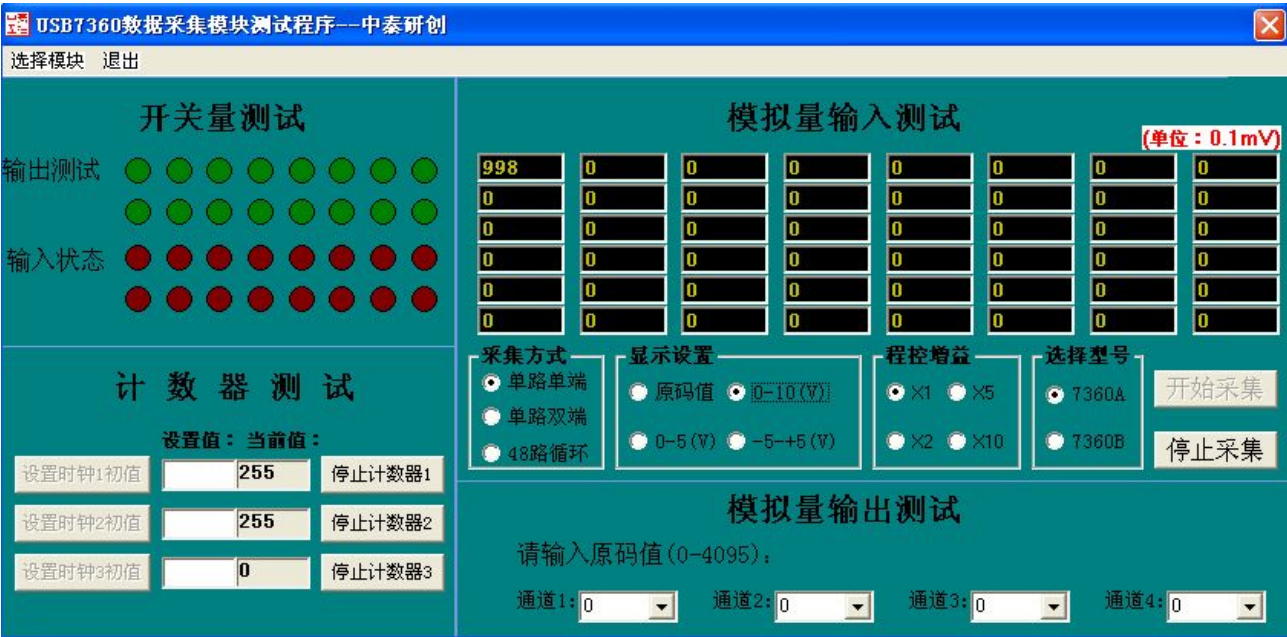 USB7360数据采集模块测试程序--中泰研创
选择模块 退出
开关量测试
输出测试
输入状态
模拟量输入测试
(单位：0.1mV)
998 0 0 0 0 0 0 0
0 0 0 0 0 0 0 0
0 0 0 0 0 0 0 0
0 0 0 0 0 0 0 0
0 0 0 0 0 0 0 0
0 0 0 0 0 0 0 0
采集方式
单路单端
单路双端
48路循环
显示设置
原码值 0-10(V)
0-5(V) -5-+5(V)
程控增益
X1 X5
X2 X10
选择型号
7360A
7360B
开始采集
停止采集
计数器测试
设置值：当前值：
设置时钟1初值 255 停止计数器1
设置时钟2初值 255 停止计数器2
设置时钟3初值 0 停止计数器3
模拟量输出测试
请输入原码值(0-4095)：
通道1:0 通道2:0 通道3:0 通道4:0